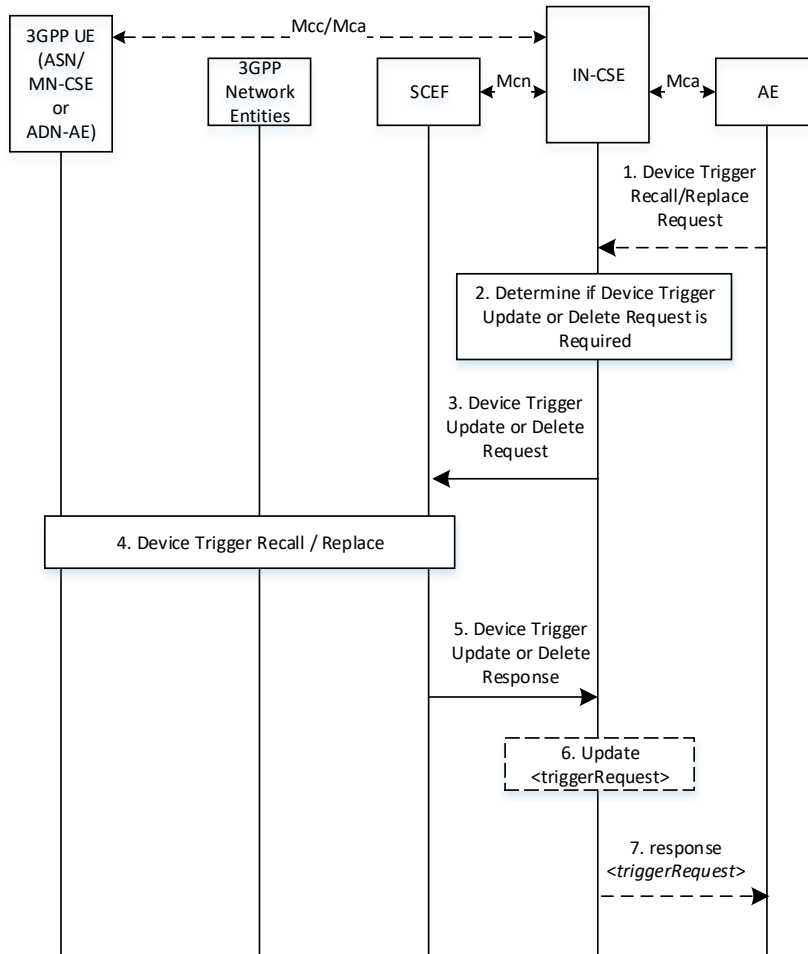 Mcc/Mca
3GPP UE
(ASN/
MN-CSE
or
ADN-AE)
3GPP
Network
Entities
SCEF
Mcn
IN-CSE
Mca
AE
1. Device Trigger
Recall/Replace
Request
2. Determine if Device Trigger
Update or Delete Request is
Required
3. Device Trigger
Update or Delete
Request
4. Device Trigger Recall / Replace
5. Device Trigger
Update or Delete
Response
6. Update
<triggerRequest>
7. response
<triggerRequest>